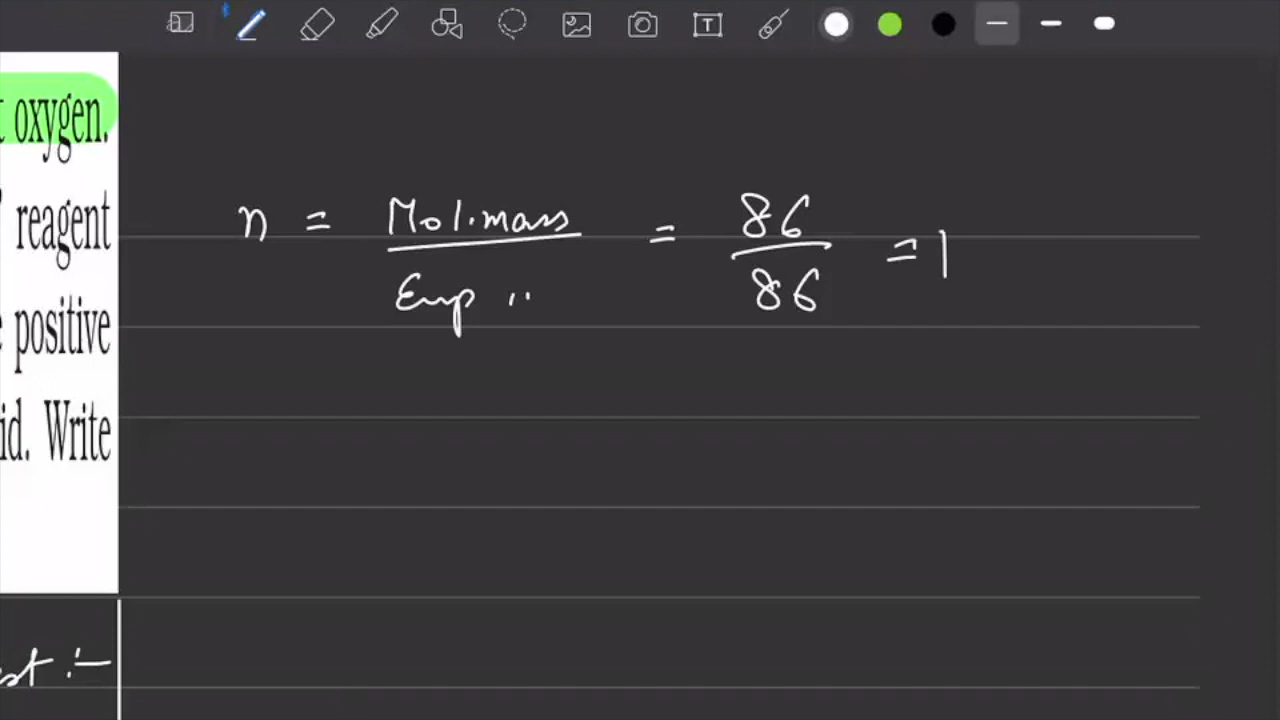 t oxygen.
reagent
e positive
id. Write
n = Mol.mass / Emp " = 86 / 86 = 1
st :-